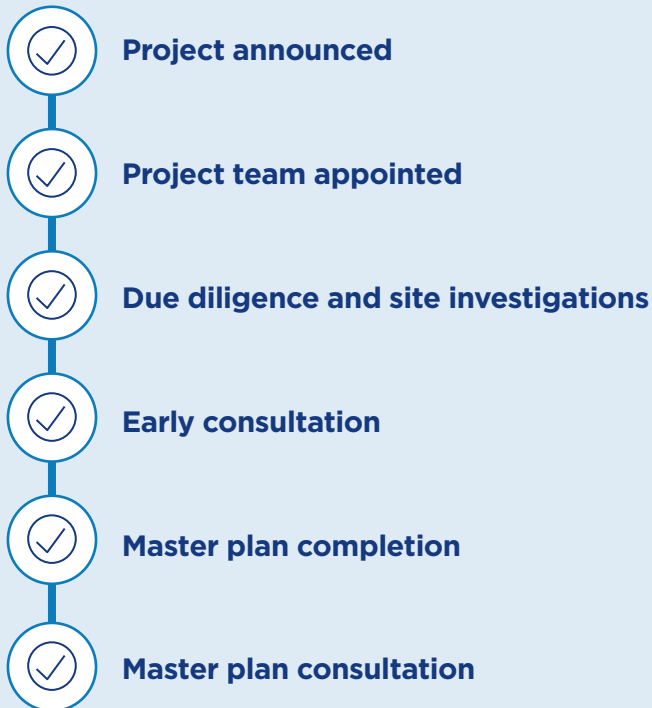 Project announced
Project team appointed
Due diligence and site investigations
Early consultation
Master plan completion
Master plan consultation